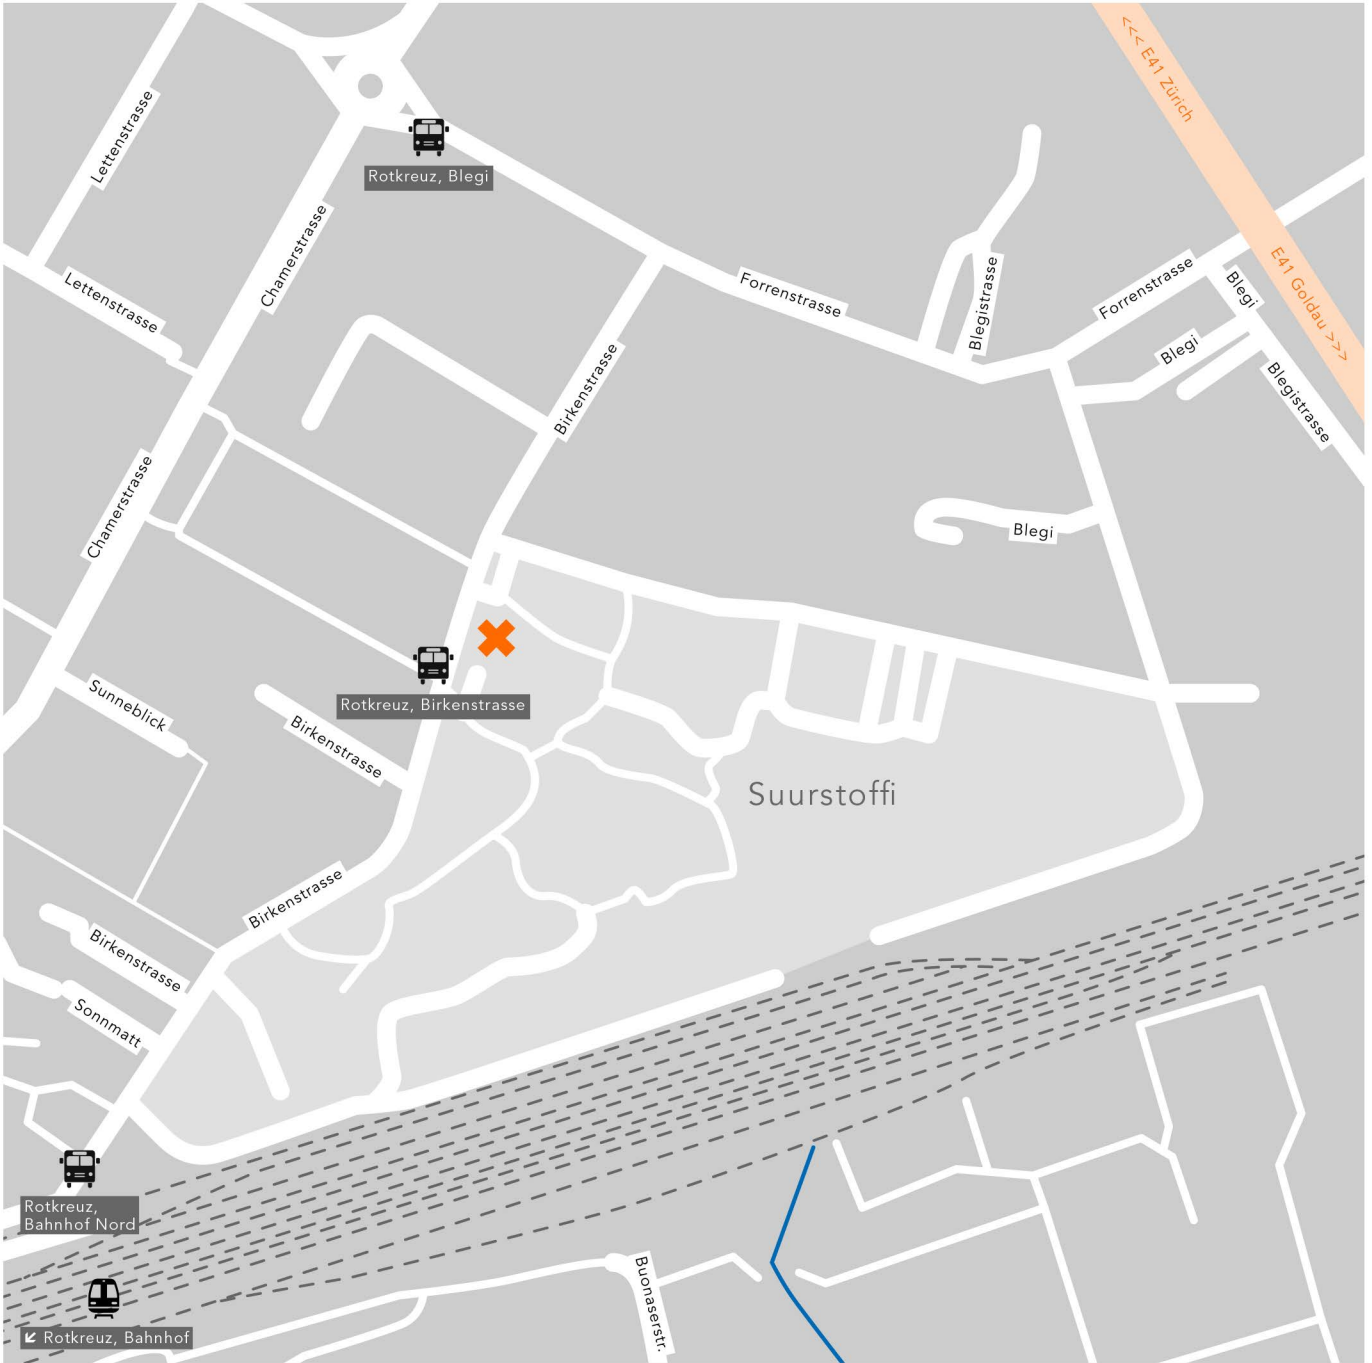 <<< E41 Zürich
Lettenstrasse
Rotkreuz, Blegi
Chamerstrasse
Lettenstrasse
Forrenstrasse
Blegistrasse
Forrenstrasse
Blegi
E41 Goldau >>>
Blegi
Birkenstrasse
Blegistrasse
Chamerstrasse
Blegi
Sunneblick
Rotkreuz, Birkenstrasse
Birkenstrasse
Suurstoffi
Birkenstrasse
Birkenstrasse
Sonnmatt
Rotkreuz,
Bahnhof Nord
Buonaserstr.
Rotkreuz, Bahnhof